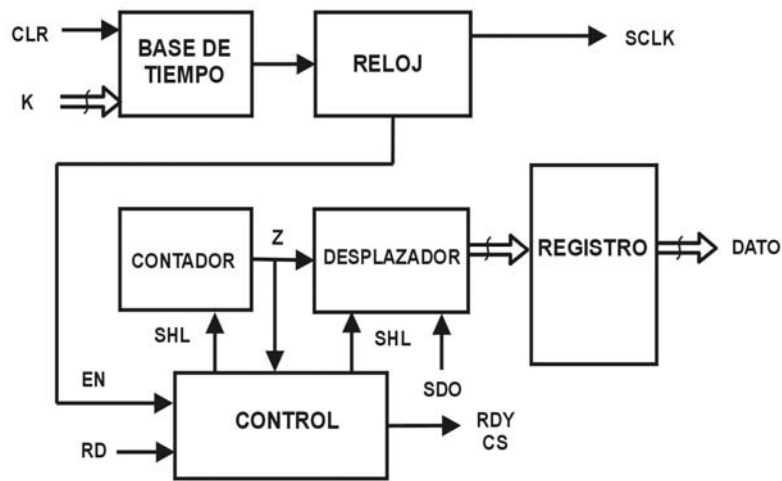 CLR
BASE DE
TIEMPO
RELOJ
SCLK
K
CONTADOR
Z
DESPLAZADOR
REGISTRO
DATO
SHL
SHL
SDO
EN
CONTROL
RDY
CS
RD